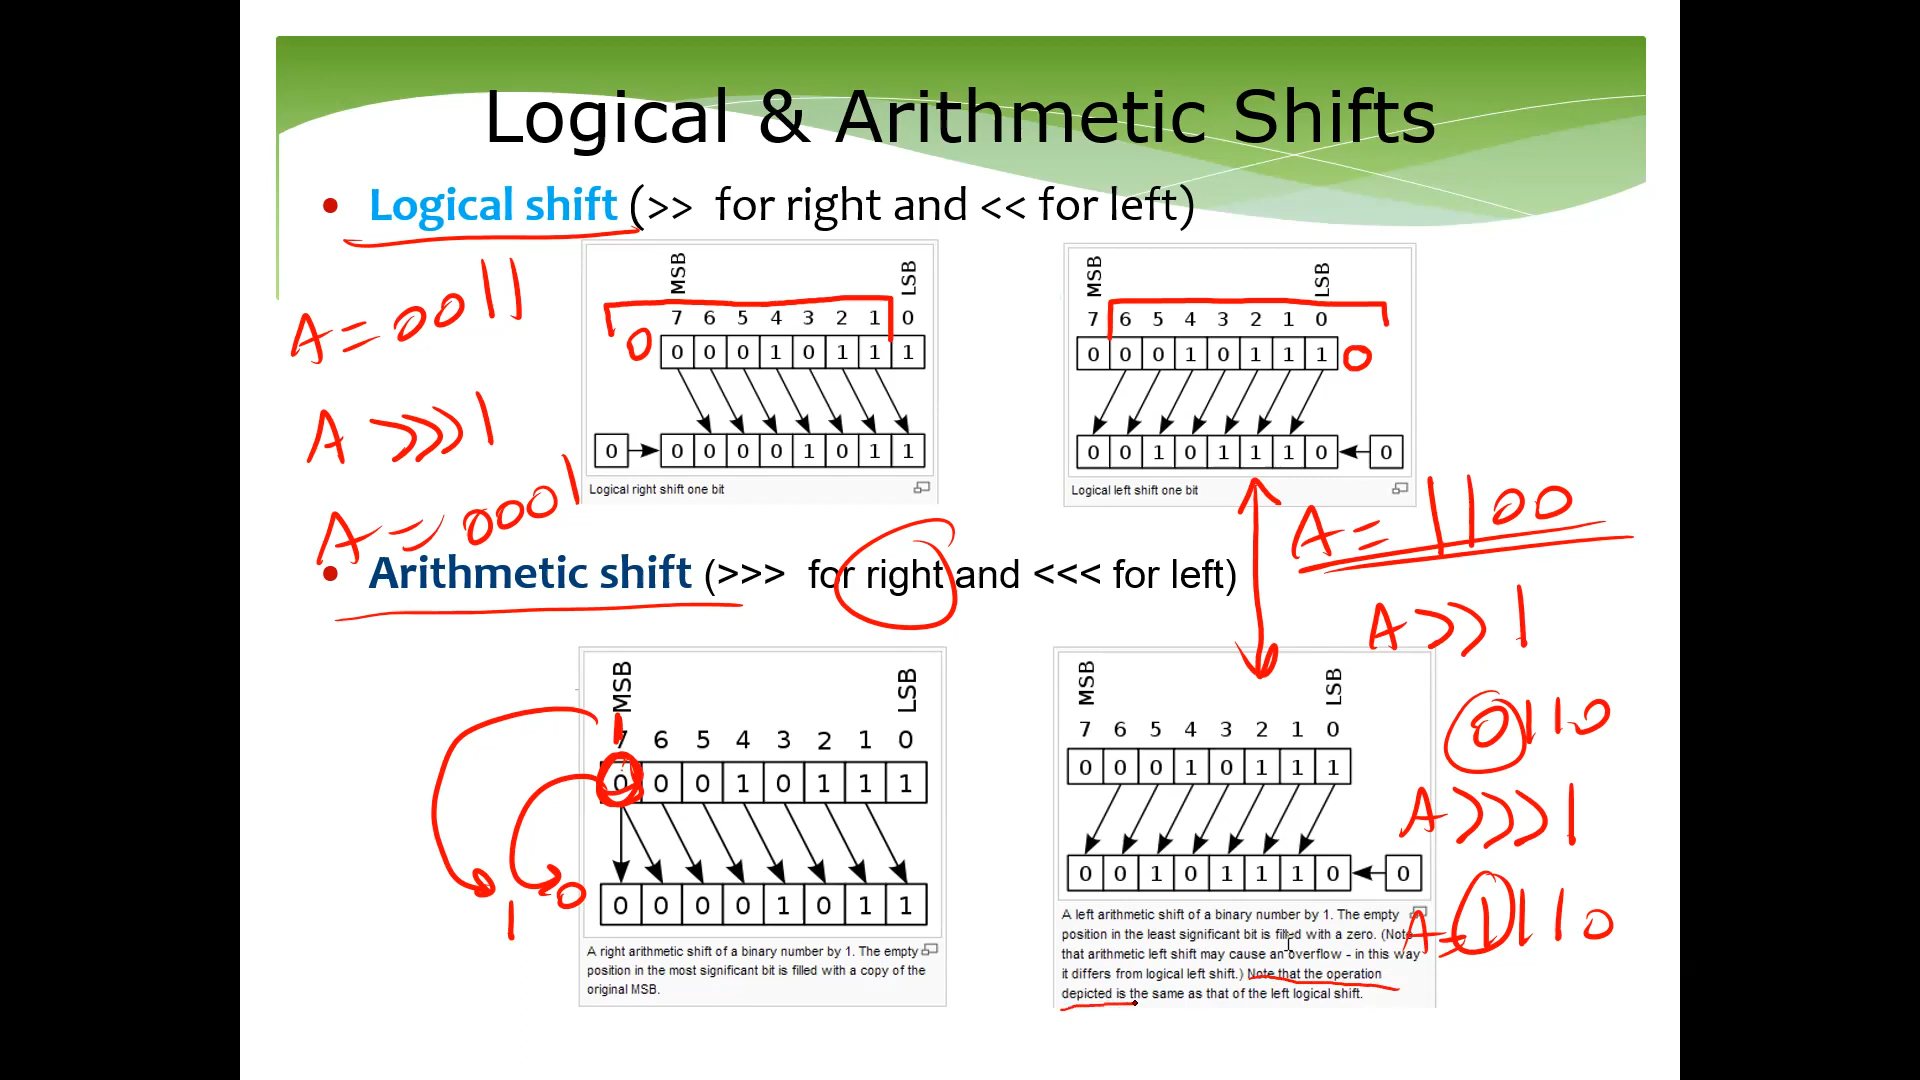 Logical & Arithmetic Shifts
• Logical shift (>> for right and << for left)
MSB LSB
7 6 5 4 3 2 1 0
0 0 0 0 1 0 1 1 1
0 → 0 0 0 0 1 0 1 1
Logical right shift one bit
MSB LSB
7 6 5 4 3 2 1 0
0 0 0 1 0 1 1 1 0
0 0 1 0 1 1 1 0 ← 0
Logical left shift one bit
A = 0011
A >>> 1
A = 0001
A = 1100
• Arithmetic shift (>>> for right and <<< for left)
A >> 1
0110
A >>> 1
A = 1110
MSB LSB
1
7 6 5 4 3 2 1 0
0 0 0 1 0 1 1 1
0 0 0 0 1 0 1 1
1 0
A right arithmetic shift of a binary number by 1. The empty
position in the most significant bit is filled with a copy of the
original MSB.
MSB LSB
7 6 5 4 3 2 1 0
0 0 0 1 0 1 1 1
0 0 1 0 1 1 1 0 ← 0
A left arithmetic shift of a binary number by 1. The empty
position in the least significant bit is filled with a zero. (Note
that arithmetic left shift may cause an overflow - in this way
it differs from logical left shift.) Note that the operation
depicted is the same as that of the left logical shift.